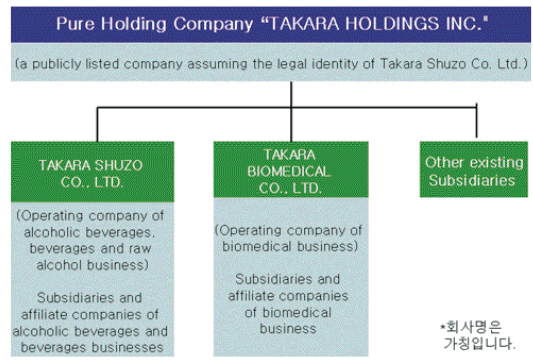 Pure Holding Company “TAKARA HOLDINGS INC."
(a publicly listed company assuming the legal identity of Takara Shuzo Co. Ltd.)
TAKARA SHUZO
CO., LTD.
(Operating company of
alcoholic beverages,
beverages and raw
alcohol business)
Subsidiaries and
affiliate companies of
alcoholic beverages and
beverages businesses
TAKARA
BIOMEDICAL
CO., LTD.
(Operating company of
biomedical business)
Subsidiaries and
affiliate companies
of biomedical
business
Other existing
Subsidiaries
*회사명은
가칭입니다.